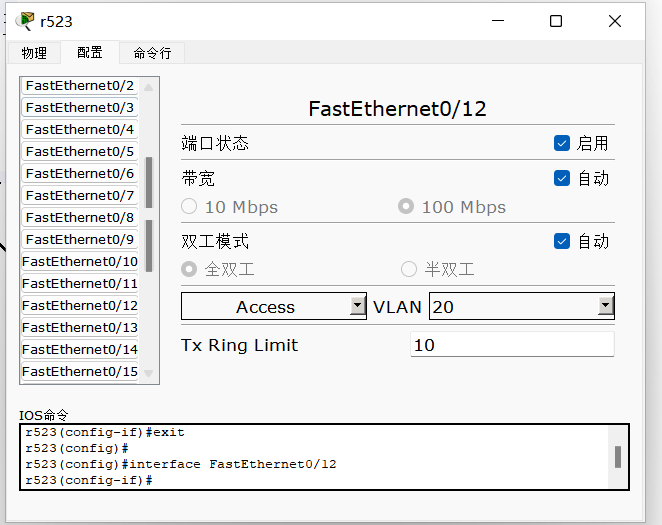 r523
物理 配置 命令行
FastEthernet0/2
FastEthernet0/3
FastEthernet0/4
FastEthernet0/5
FastEthernet0/6
FastEthernet0/7
FastEthernet0/8
FastEthernet0/9
FastEthernet0/10
FastEthernet0/11
FastEthernet0/12
FastEthernet0/13
FastEthernet0/14
FastEthernet0/15
FastEthernet0/12
端口状态 启用
带宽 自动
10 Mbps 100 Mbps
双工模式 自动
全双工 半双工
Access VLAN 20
Tx Ring Limit 10
IOS命令
r523(config-if)#exit
r523(config)#
r523(config)#interface FastEthernet0/12
r523(config-if)#